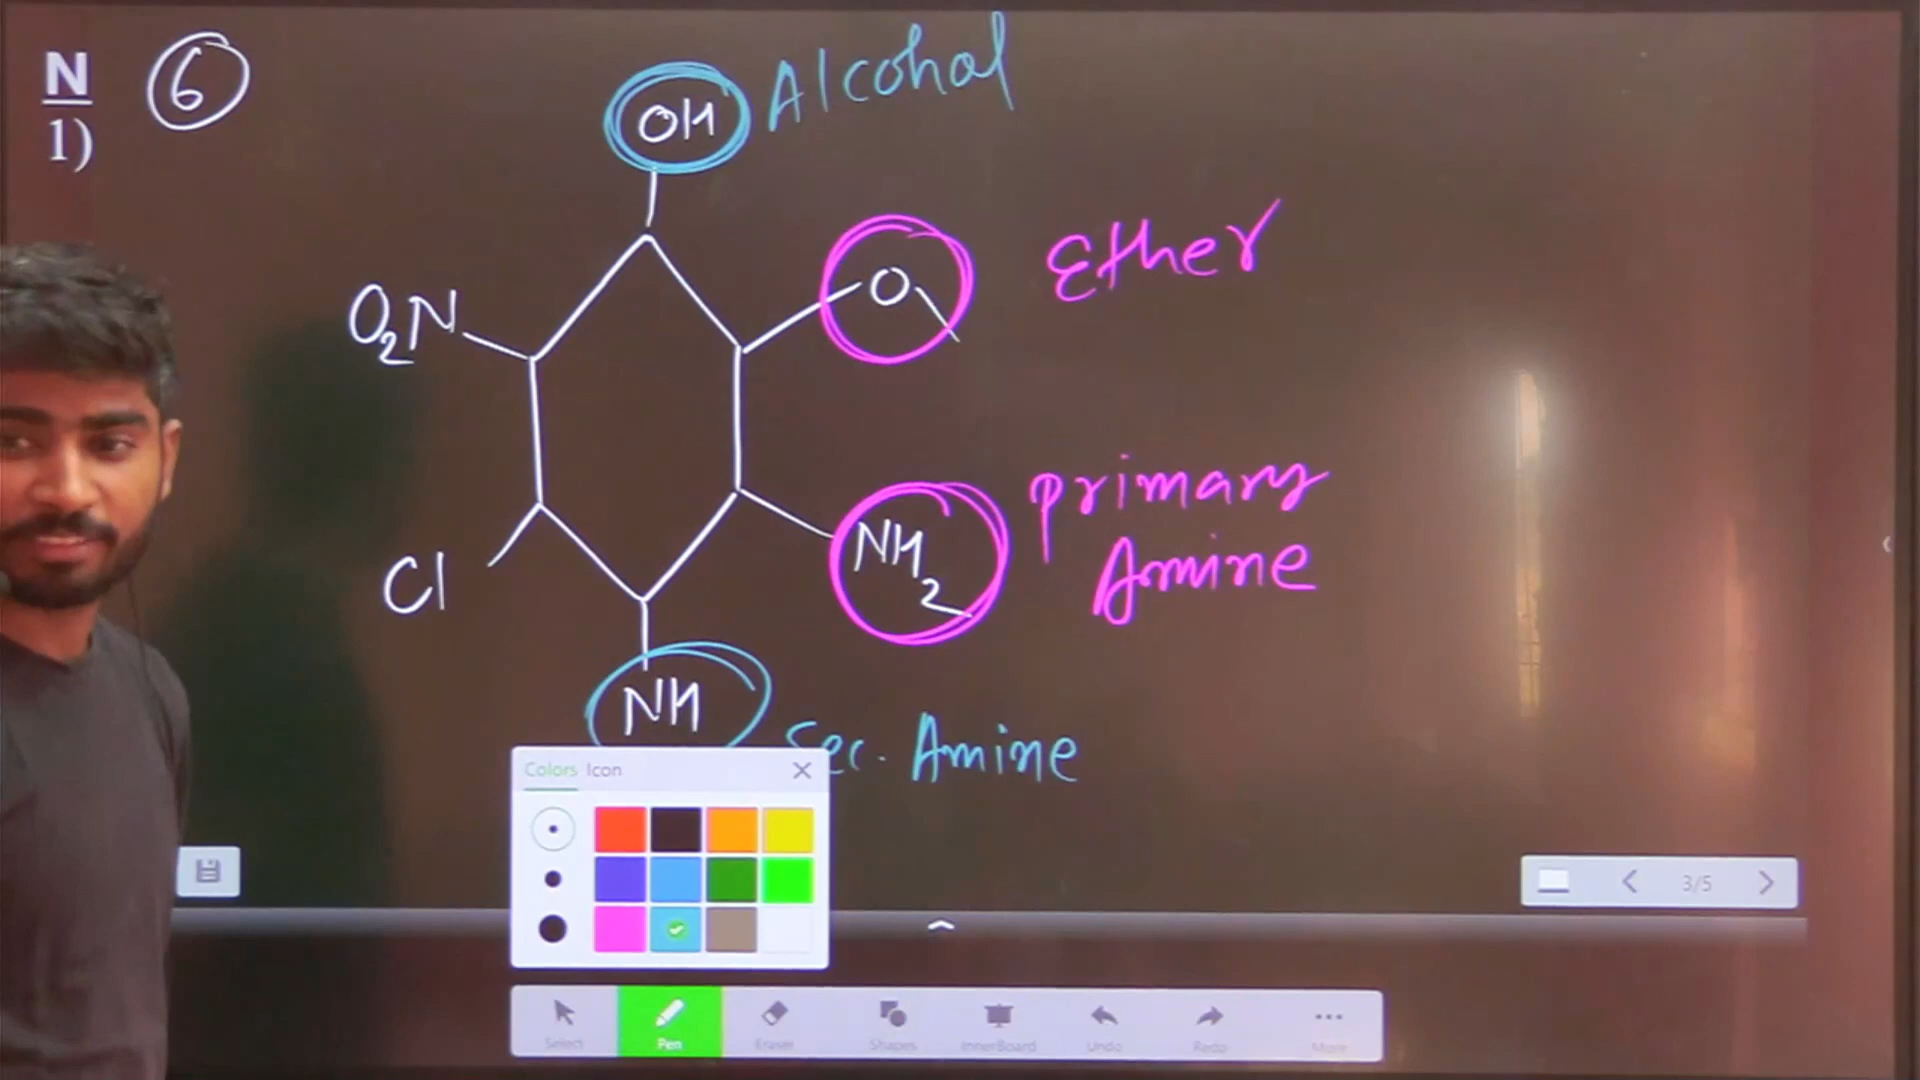 N
1)
6
OH
Alcohal
O
Ether
O2N
NH2
primary
Amine
Cl
NH
Sec. Amine
Colors Icon
3/5
Select
Pen
Eraser
Shapes
InnerBoard
Undo
Redo
More